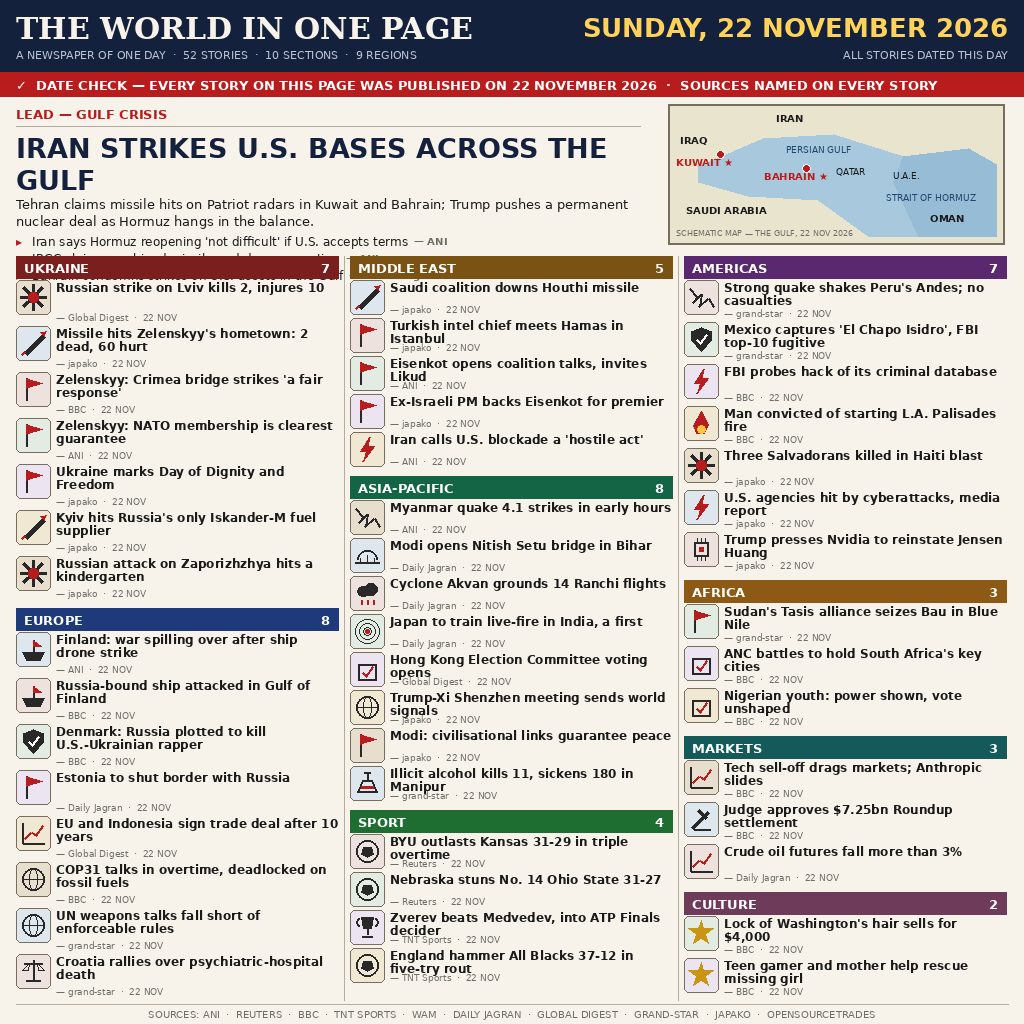 THE WORLD IN ONE PAGE
SUNDAY, 22 NOVEMBER 2026
A NEWSPAPER OF ONE DAY · 52 STORIES · 10 SECTIONS · 9 REGIONS
ALL STORIES DATED THIS DAY
✓ DATE CHECK — EVERY STORY ON THIS PAGE WAS PUBLISHED ON 22 NOVEMBER 2026 · SOURCES NAMED ON EVERY STORY
LEAD — GULF CRISIS
IRAN STRIKES U.S. BASES ACROSS THE
GULF
Tehran claims missile hits on Patriot radars in Kuwait and Bahrain; Trump pushes a permanent
nuclear deal as Hormuz hangs in the balance.
▸ Iran says Hormuz reopening 'not difficult' if U.S. accepts terms — ANI
IRAN
IRAQ
PERSIAN GULF
KUWAIT ★
BAHRAIN ★
QATAR
U.A.E.
STRAIT OF HORMUZ
SAUDI ARABIA
OMAN
SCHEMATIC MAP — THE GULF, 22 NOV 2026
UKRAINE 7
Russian strike on Lviv kills 2, injures 10
— Global Digest · 22 NOV
Missile hits Zelenskyy's hometown: 2
dead, 60 hurt
— japako · 22 NOV
Zelenskyy: Crimea bridge strikes 'a fair
response'
— BBC · 22 NOV
Zelenskyy: NATO membership is clearest
guarantee
— ANI · 22 NOV
Ukraine marks Day of Dignity and
Freedom
— japako · 22 NOV
Kyiv hits Russia's only Iskander-M fuel
supplier
— japako · 22 NOV
Russian attack on Zaporizhzhya hits a
kindergarten
— japako · 22 NOV
EUROPE 8
Finland: war spilling over after ship
drone strike
— ANI · 22 NOV
Russia-bound ship attacked in Gulf of
Finland
— BBC · 22 NOV
Denmark: Russia plotted to kill
U.S.-Ukrainian rapper
— BBC · 22 NOV
Estonia to shut border with Russia
— Daily Jagran · 22 NOV
EU and Indonesia sign trade deal after 10
years
— Global Digest · 22 NOV
COP31 talks in overtime, deadlocked on
fossil fuels
— BBC · 22 NOV
UN weapons talks fall short of
enforceable rules
— grand-star · 22 NOV
Croatia rallies over psychiatric-hospital
death
— grand-star · 22 NOV
MIDDLE EAST 5
Saudi coalition downs Houthi missile
— japako · 22 NOV
Turkish intel chief meets Hamas in
Istanbul
— japako · 22 NOV
Eisenkot opens coalition talks, invites
Likud
— ANI · 22 NOV
Ex-Israeli PM backs Eisenkot for premier
— japako · 22 NOV
Iran calls U.S. blockade a 'hostile act'
— ANI · 22 NOV
ASIA-PACIFIC 8
Myanmar quake 4.1 strikes in early hours
— ANI · 22 NOV
Modi opens Nitish Setu bridge in Bihar
— Daily Jagran · 22 NOV
Cyclone Akvan grounds 14 Ranchi flights
— Daily Jagran · 22 NOV
Japan to train live-fire in India, a first
— Daily Jagran · 22 NOV
Hong Kong Election Committee voting
opens
— Global Digest · 22 NOV
Trump-Xi Shenzhen meeting sends world
signals
— japako · 22 NOV
Modi: civilisational links guarantee peace
— japako · 22 NOV
Illicit alcohol kills 11, sickens 180 in
Manipur
— grand-star · 22 NOV
SPORT 4
BYU outlasts Kansas 31-29 in triple
overtime
— Reuters · 22 NOV
Nebraska stuns No. 14 Ohio State 31-27
— Reuters · 22 NOV
Zverev beats Medvedev, into ATP Finals
decider
— TNT Sports · 22 NOV
England hammer All Blacks 37-12 in
five-try rout
— TNT Sports · 22 NOV
AMERICAS 7
Strong quake shakes Peru's Andes; no
casualties
— grand-star · 22 NOV
Mexico captures 'El Chapo Isidro', FBI
top-10 fugitive
— grand-star · 22 NOV
FBI probes hack of its criminal database
— BBC · 22 NOV
Man convicted of starting L.A. Palisades
fire
— BBC · 22 NOV
Three Salvadorans killed in Haiti blast
— japako · 22 NOV
U.S. agencies hit by cyberattacks, media
report
— japako · 22 NOV
Trump presses Nvidia to reinstate Jensen
Huang
— japako · 22 NOV
AFRICA 3
Sudan's Tasis alliance seizes Bau in Blue
Nile
— grand-star · 22 NOV
ANC battles to hold South Africa's key
cities
— BBC · 22 NOV
Nigerian youth: power shown, vote
unshaped
— BBC · 22 NOV
MARKETS 3
Tech sell-off drags markets; Anthropic
slides
— BBC · 22 NOV
Judge approves $7.25bn Roundup
settlement
— BBC · 22 NOV
Crude oil futures fall more than 3%
— Daily Jagran · 22 NOV
CULTURE 2
Lock of Washington's hair sells for
$4,000
— BBC · 22 NOV
Teen gamer and mother help rescue
missing girl
— BBC · 22 NOV
SOURCES: ANI · REUTERS · BBC · TNT SPORTS · WAM · DAILY JAGRAN · GLOBAL DIGEST · GRAND-STAR · JAPAKO · OPENSOURCETRADES